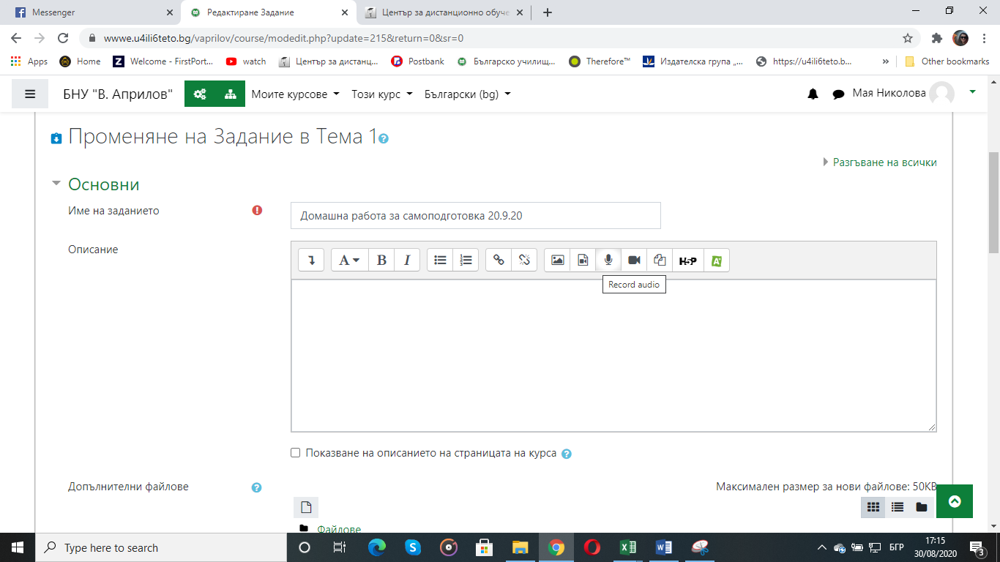 Messenger
Редактиране Задание
Център за дистанционно обуче
wwwe.u4ili6teto.bg/vaprilov/course/modedit.php?update=215&return=0&sr=0
Apps
Home
Welcome - FirstPort...
watch
Център за дистанц...
Postbank
Българско училищ...
Therefore™
Издателска група „...
https://u4ili6teto.b...
»
Other bookmarks
БНУ "В. Априлов"
Моите курсове
Този курс
Български (bg)
Мая Николова
Променяне на Задание в Тема 1
Разгъване на всички
Основни
Име на заданието
Домашна работа за самоподготовка 20.9.20
Описание
A
B
I
H5P
Record audio
Показване на описанието на страницата на курса
Допълнителни файлове
Максимален размер за нови файлове: 50KB
Файлове
Type here to search
БГР
17:15
30/08/2020
3